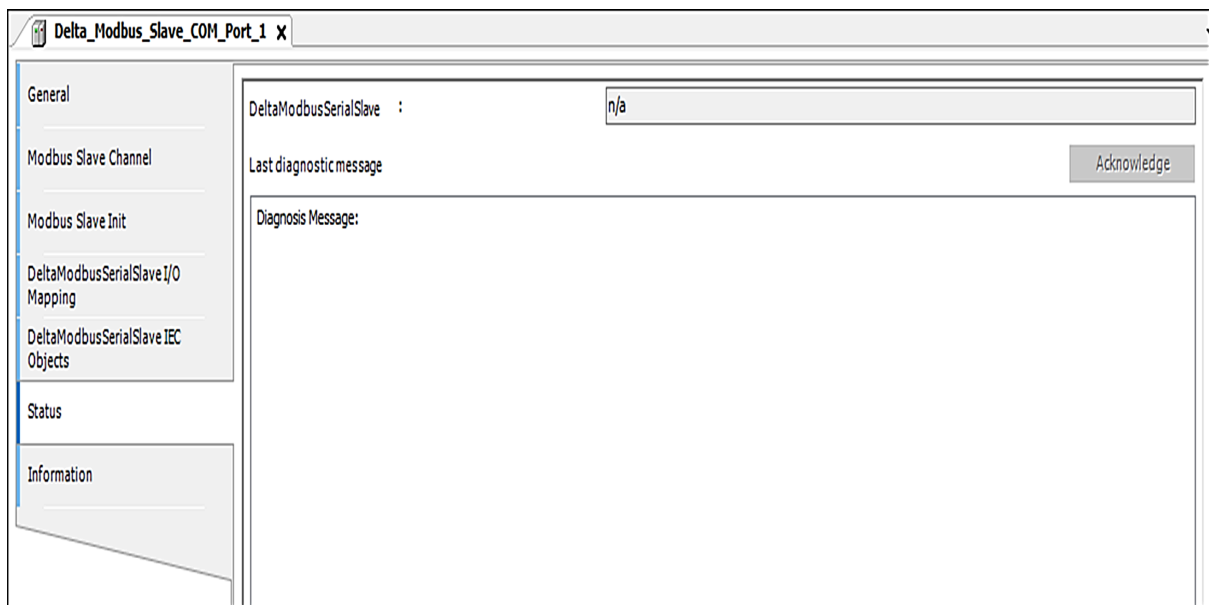 Delta_Modbus_Slave_COM_Port_1 X
General
Modbus Slave Channel
Modbus Slave Init
DeltaModbusSerialSlave I/O
Mapping
DeltaModbusSerialSlave IEC
Objects
Status
Information
DeltaModbusSerialSlave :
n/a
Last diagnostic message
Acknowledge
Diagnosis Message: